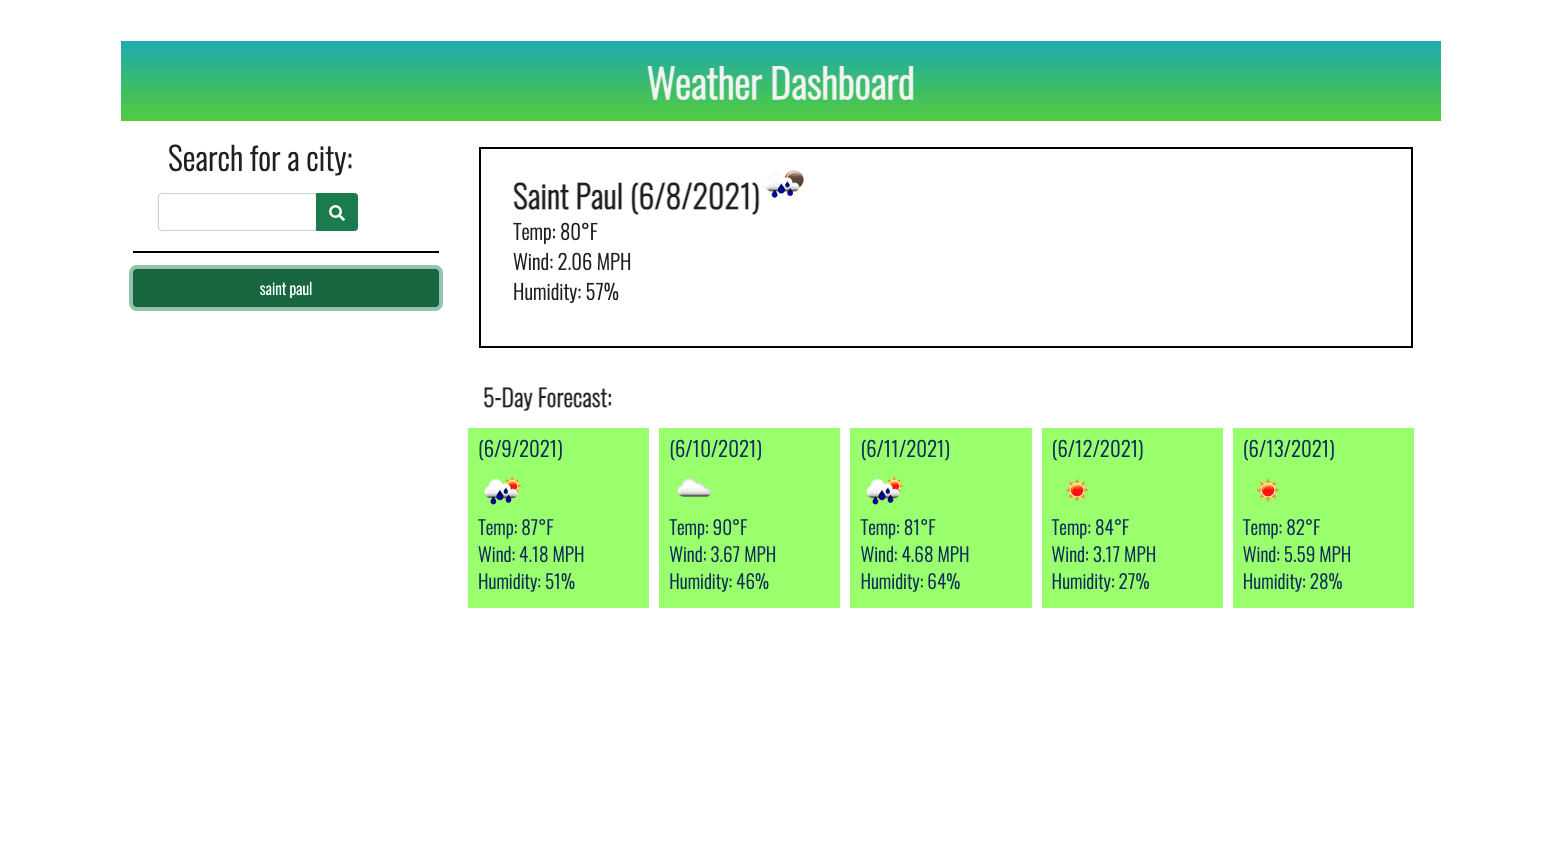 Weather Dashboard
Search for a city:
saint paul
Saint Paul (6/8/2021)
Temp: 80°F
Wind: 2.06 MPH
Humidity: 57%
5-Day Forecast:
(6/9/2021)
Temp: 87°F
Wind: 4.18 MPH
Humidity: 51%
(6/10/2021)
Temp: 90°F
Wind: 3.67 MPH
Humidity: 46%
(6/11/2021)
Temp: 81°F
Wind: 4.68 MPH
Humidity: 64%
(6/12/2021)
Temp: 84°F
Wind: 3.17 MPH
Humidity: 27%
(6/13/2021)
Temp: 82°F
Wind: 5.59 MPH
Humidity: 28%